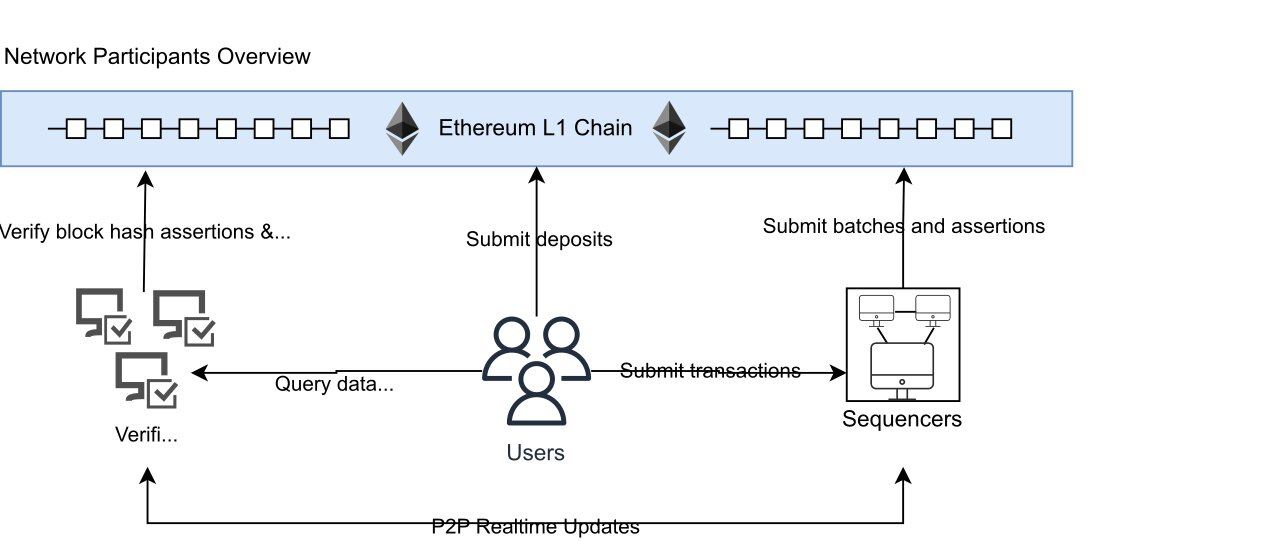 Network Participants Overview
Ethereum L1 Chain
Verify block hash assertions &...
Submit deposits
Submit batches and assertions
Query data...
Submit transactions
Verifi...
Users
Sequencers
P2P Realtime Updates